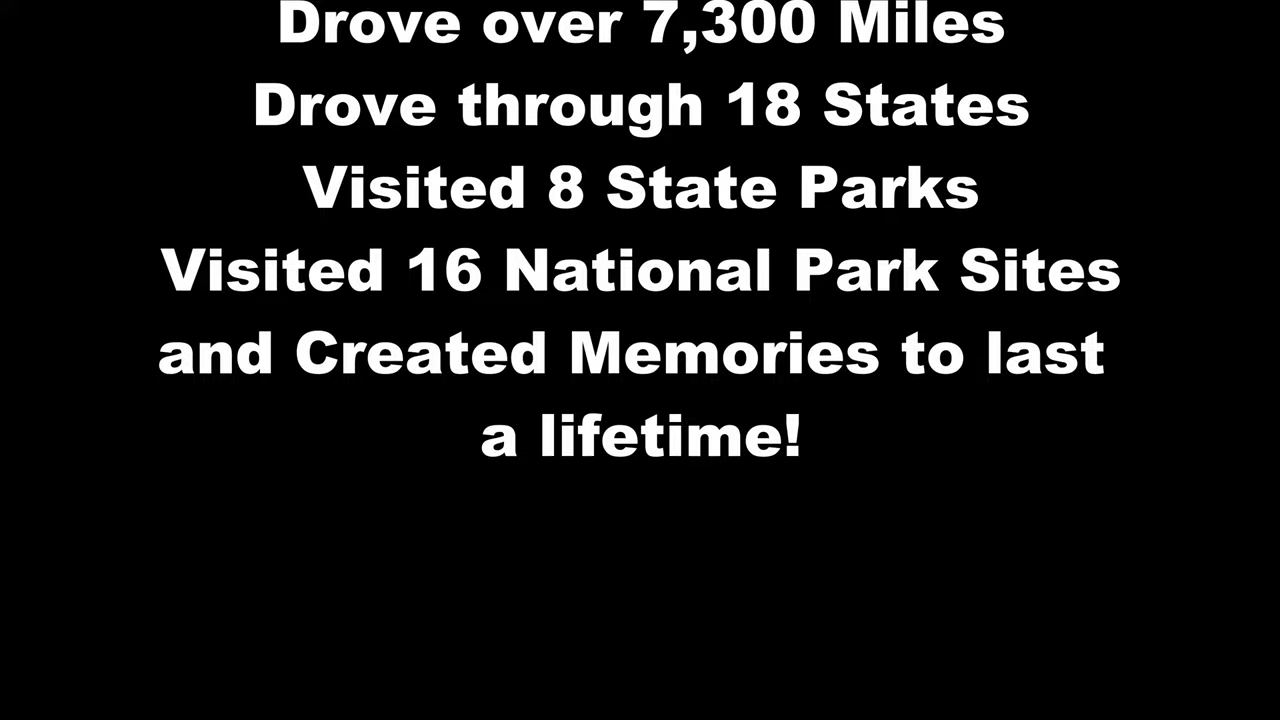 Drove over 7,300 Miles
Drove through 18 States
Visited 8 State Parks
Visited 16 National Park Sites
and Created Memories to last
a lifetime!